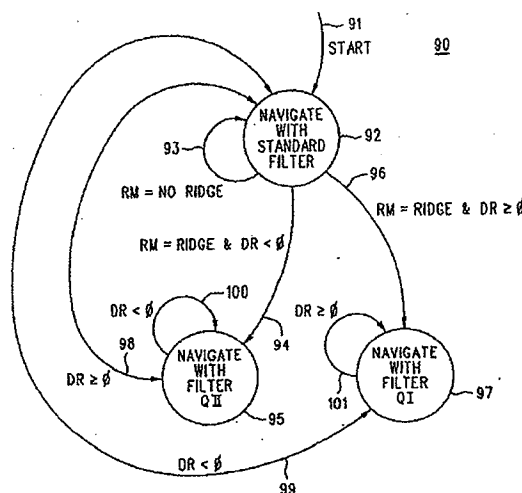 91
START
90
NAVIGATE
WITH
STANDARD
FILTER
92
93
96
RM = NO RIDGE
RM = RIDGE & DR ≥ ∅
RM = RIDGE & DR < ∅
100
DR < ∅
DR ≥ ∅
98
94
NAVIGATE
WITH
FILTER
QII
NAVIGATE
WITH
FILTER
QI
DR ≥ ∅
101
97
95
DR < ∅
99